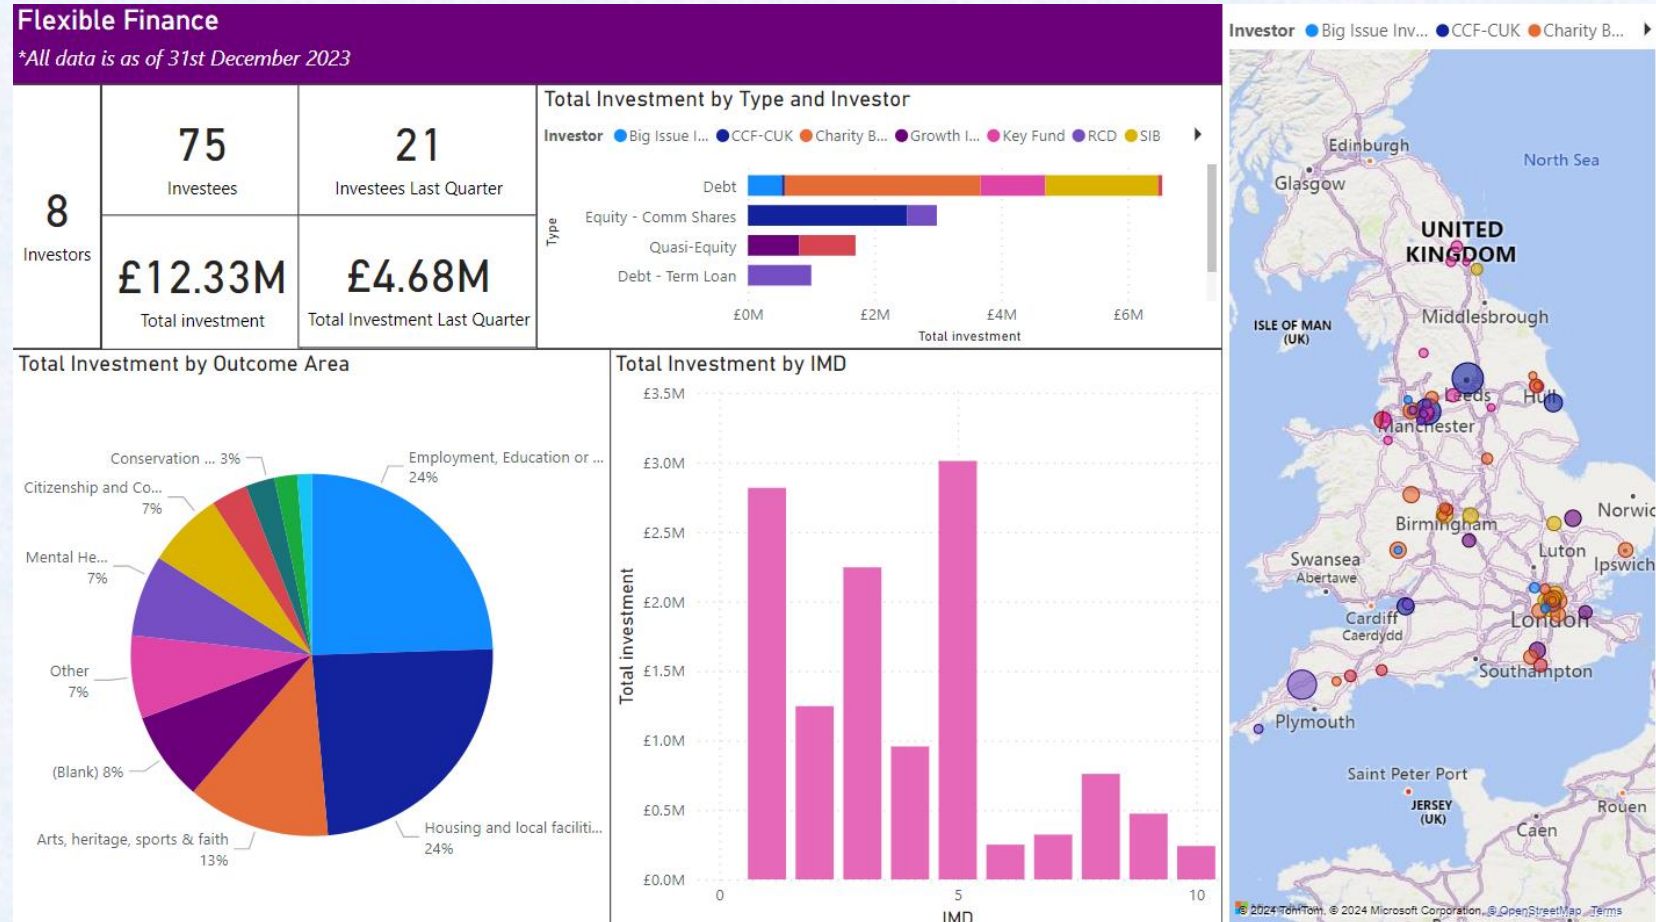 Flexible Finance
*All data is as of 31st December 2023
8
Investors
75
Investees
21
Investees Last Quarter
£12.33M
Total investment
£4.68M
Total Investment Last Quarter
Total Investment by Type and Investor
Investor Big Issue I... CCF-CUK Charity B... Growth I... Key Fund RCD SIB
Type
Debt
Equity - Comm Shares
Quasi-Equity
Debt - Term Loan
£0M £2M £4M £6M
Total investment
Total Investment by Outcome Area
Conservation ... 3%
Employment, Education or ...
24%
Citizenship and Co...
7%
Mental He...
7%
Other
7%
(Blank) 8%
Arts, heritage, sports & faith
13%
Housing and local faciliti...
24%
Total Investment by IMD
Total investment
£3.5M
£3.0M
£2.5M
£2.0M
£1.5M
£1.0M
£0.5M
£0.0M
0 5 10
IMD
Investor Big Issue Inv... CCF-CUK Charity B...
Edinburgh
North Sea
Glasgow
UNITED
KINGDOM
Middlesbrough
ISLE OF MAN
(UK)
Leeds
Hull
Manchester
Norwic
Birmingham
Swansea
Abertawe
Luton
Ipswich
Cardiff
Caerdydd
London
Southampton
Plymouth
Saint Peter Port
JERSEY
(UK)
Rouen
Caen
© 2024 TomTom, © 2024 Microsoft Corporation, © OpenStreetMap Terms